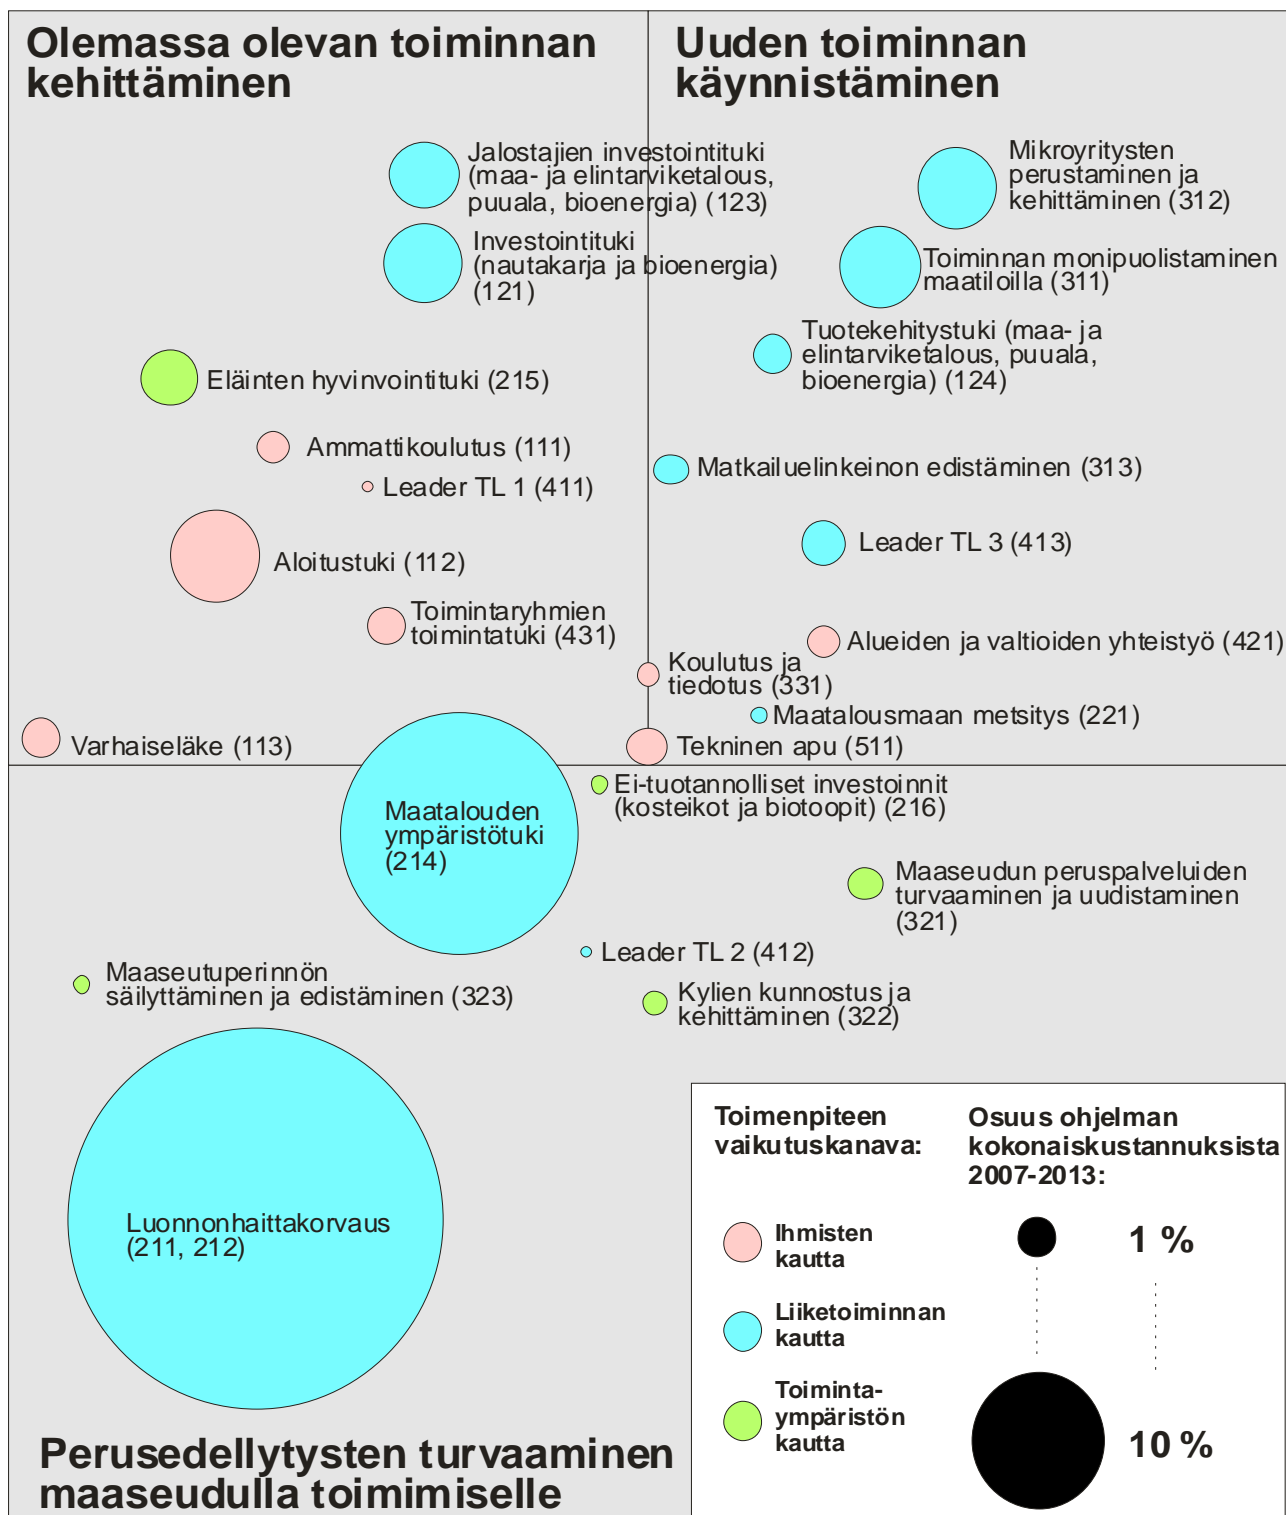 Olemassa olevan toiminnan
kehittäminen
Uuden toiminnan
käynnistäminen
Jalostajien investointituki
(maa- ja elintarviketalous,
puuala, bioenergia) (123)
Investointituki
(nautakarja ja bioenergia)
(121)
Mikroyritysten
perustaminen ja
kehittäminen (312)
Toiminnan monipuolistaminen
maatiloilla (311)
Tuotekehitystuki (maa- ja
elintarviketalous, puuala,
bioenergia) (124)
Eläinten hyvinvointituki (215)
Ammattikoulutus (111)
Leader TL 1 (411)
Matkailuelinkeinon edistäminen (313)
Leader TL 3 (413)
Aloitustuki (112)
Toimintaryhmien
toimintatuki (431)
Alueiden ja valtioiden yhteistyö (421)
Koulutus ja
tiedotus (331)
Maatalousmaan metsitys (221)
Varhaiseläke (113)
Tekninen apu (511)
Maatalouden
ympäristötuki
(214)
Ei-tuotannolliset investoinnit
(kosteikot ja biotoopit) (216)
Maaseudun peruspalveluiden
turvaaminen ja uudistaminen
(321)
Leader TL 2 (412)
Maaseutuperinnön
säilyttäminen ja edistäminen (323)
Kylien kunnostus ja
kehittäminen (322)
Luonnonhaittakorvaus
(211, 212)
Perusedellytysten turvaaminen
maaseudulla toimimiselle
Toimenpiteen
vaikutuskanava:
Ihmisten
kautta
Liiketoiminnan
kautta
Toiminta-
ympäristön
kautta
Osuus ohjelman
kokonaiskustannuksista
2007-2013:
1 %
10 %